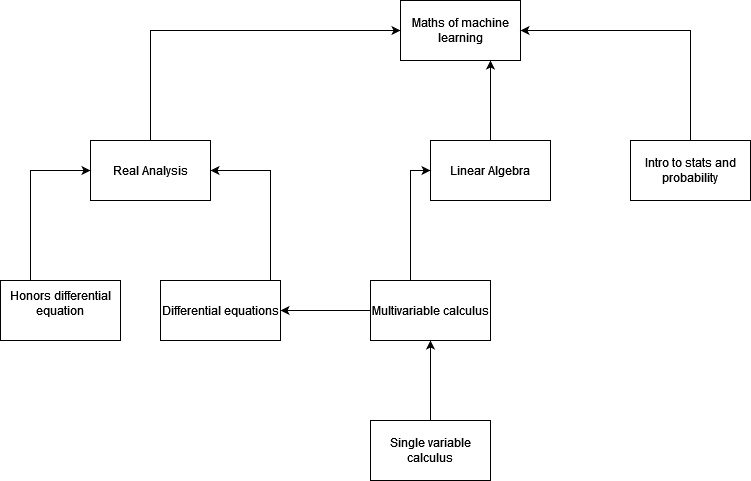 Maths of machine
learning
Real Analysis
Linear Algebra
Intro to stats and
probability
Honors differential
equation
Differential equations
Multivariable calculus
Single variable
calculus